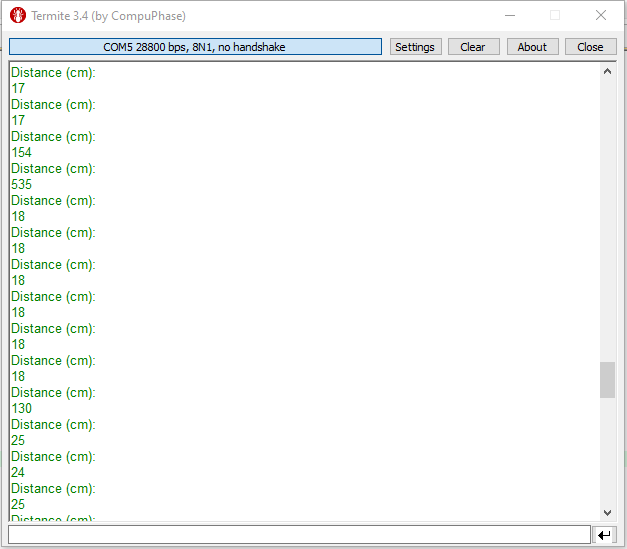 Termite 3.4 (by CompuPhase)
COM5 28800 bps, 8N1, no handshake
Settings
Clear
About
Close
Distance (cm):
17
Distance (cm):
17
Distance (cm):
154
Distance (cm):
535
Distance (cm):
18
Distance (cm):
18
Distance (cm):
18
Distance (cm):
18
Distance (cm):
18
Distance (cm):
18
Distance (cm):
130
Distance (cm):
25
Distance (cm):
24
Distance (cm):
25
Distance (cm):